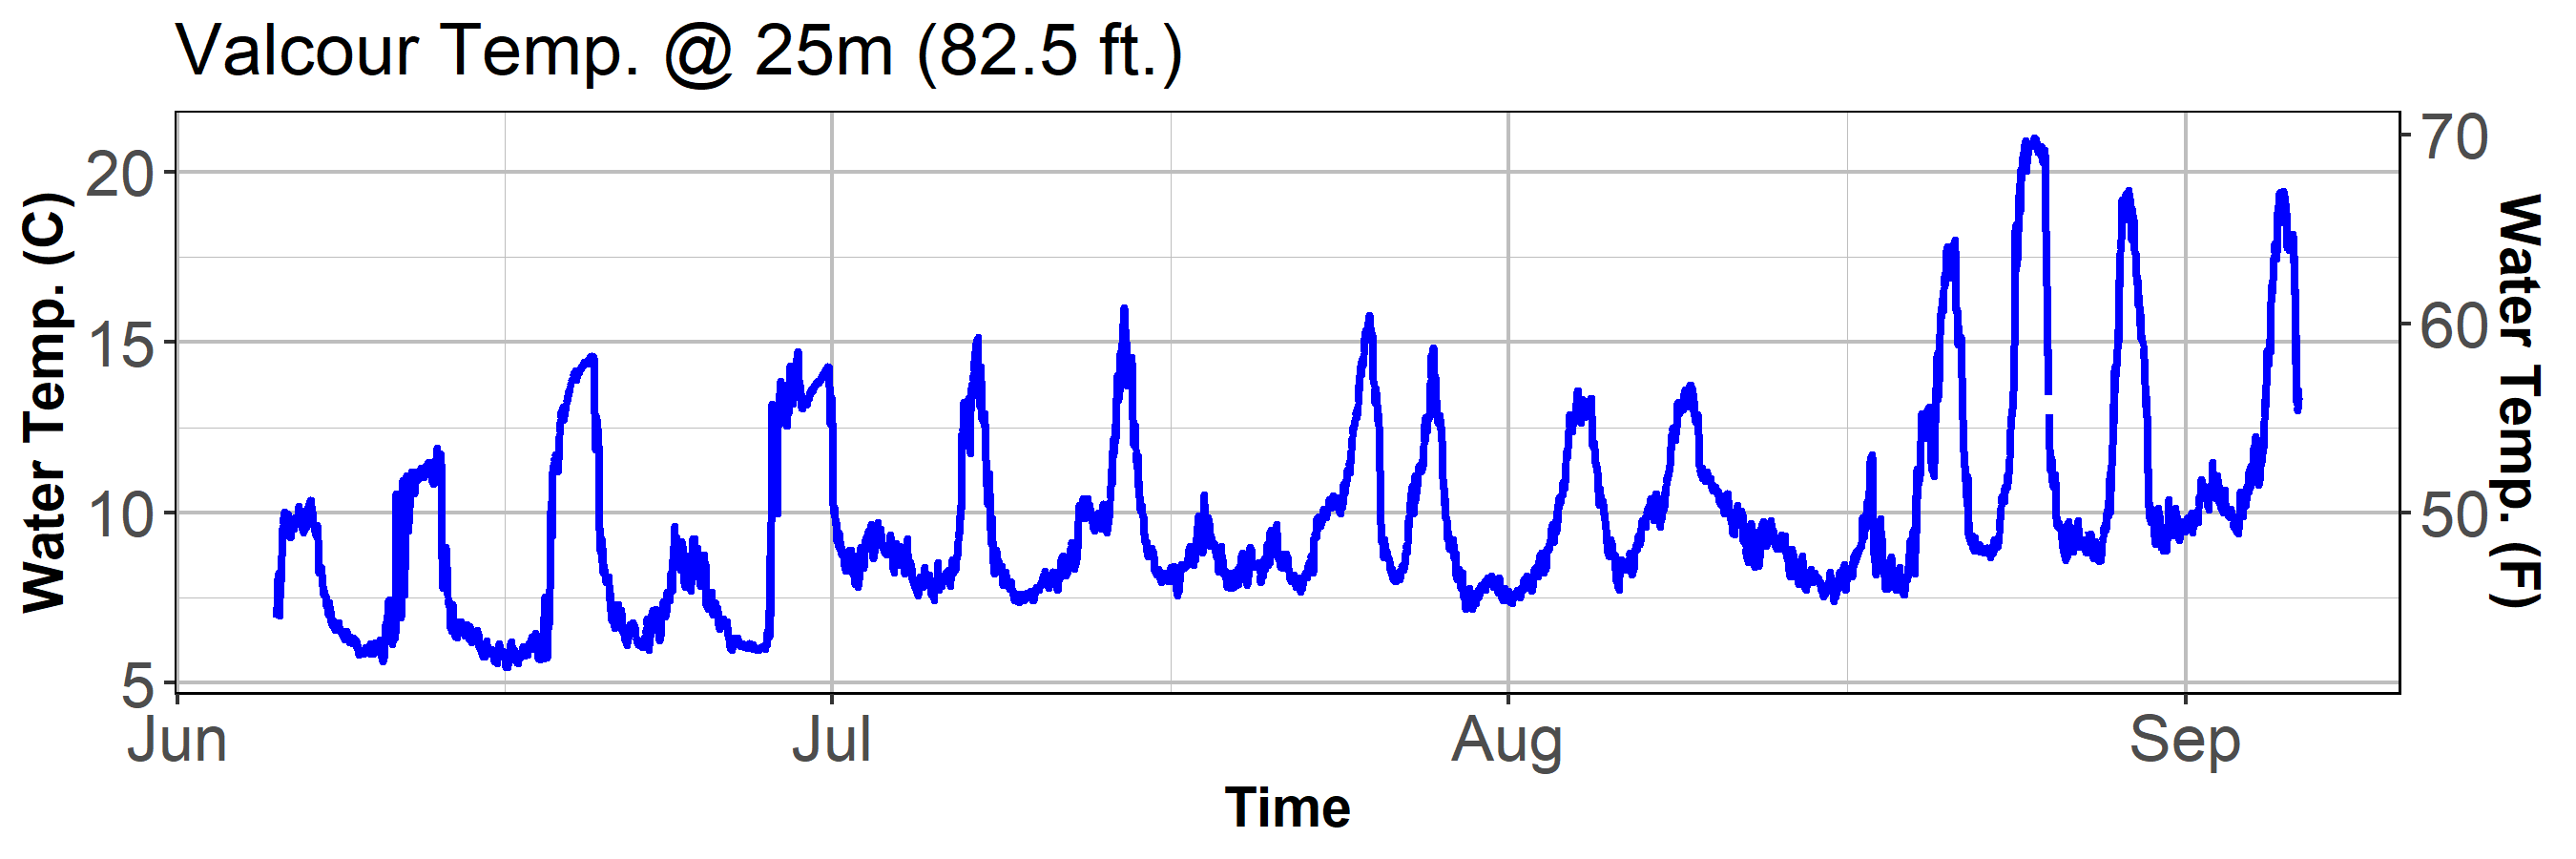 Valcour Temp. @ 25m (82.5 ft.)
Water Temp. (C)
20
15
10
5
70
60
50
Water Temp. (F)
Jun Jul Aug Sep
Time